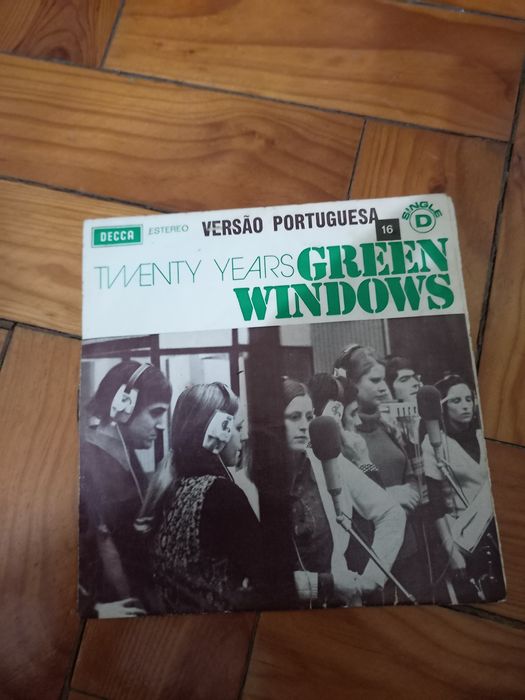 DECCA
ESTEREO
VERSÃO PORTUGUESA
16
SINGLE
D
TWENTY YEARS GREEN
WINDOWS